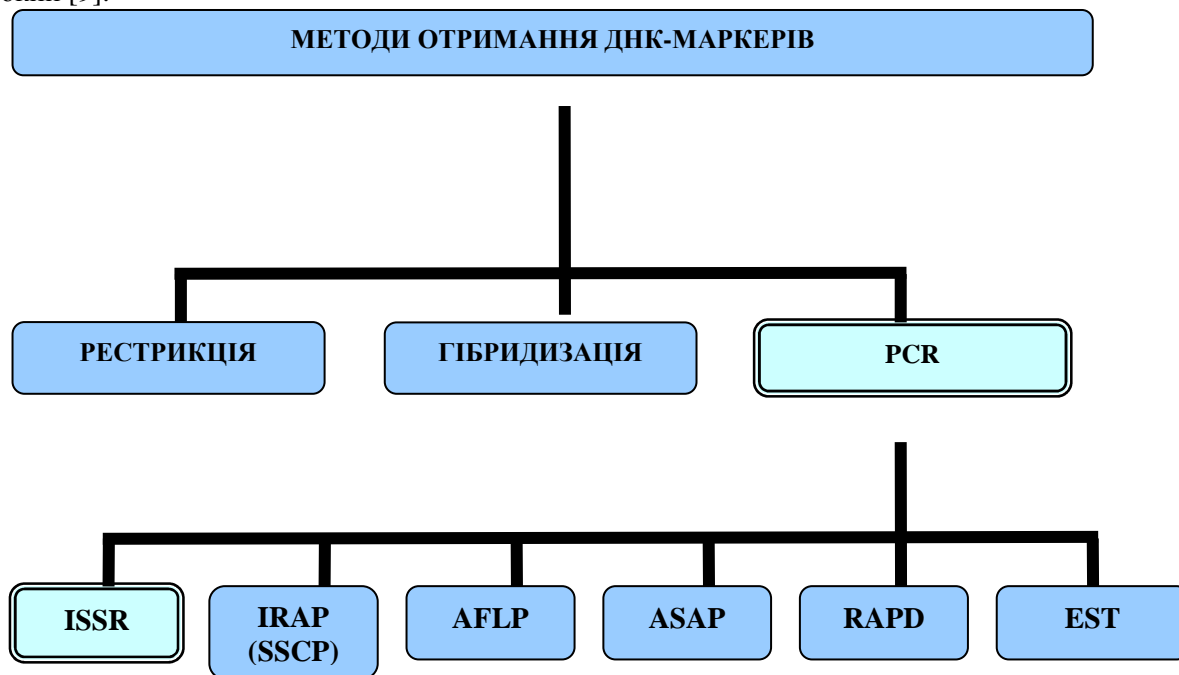 МЕТОДИ ОТРИМАННЯ ДНК-МАРКЕРІВ
РЕСТРИКЦІЯ
ГІБРИДИЗАЦІЯ
PCR
ISSR
IRAP
(SSCP)
AFLP
ASAP
RAPD
EST